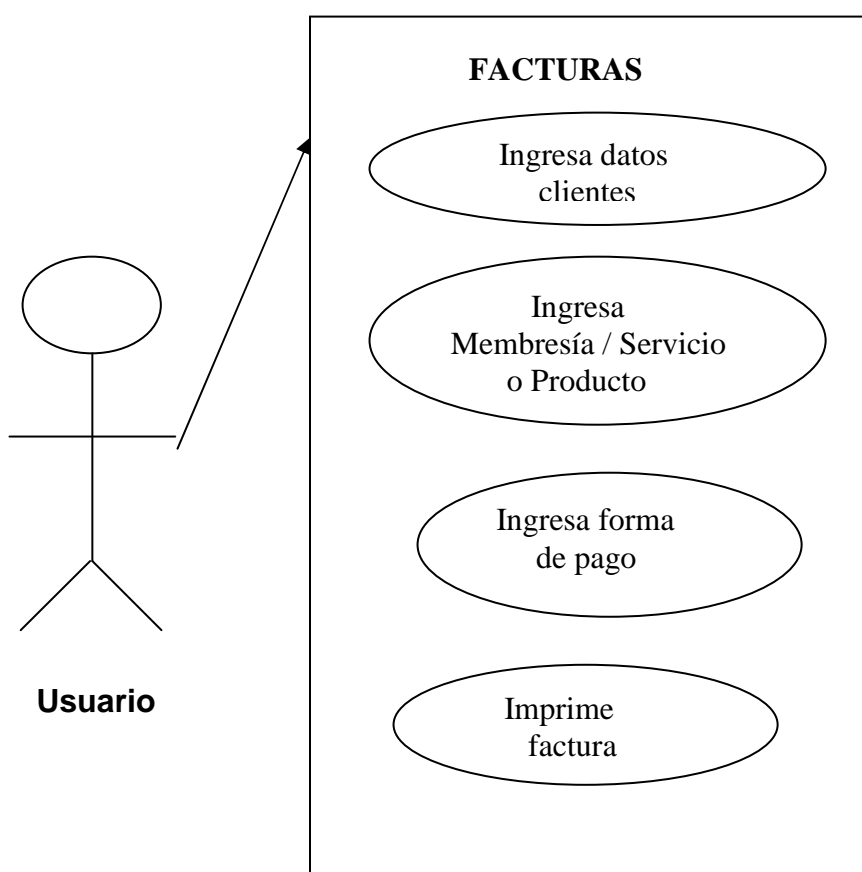 FACTURAS
Ingresa datos
clientes
Ingresa
Membresía / Servicio
o Producto
Ingresa forma
de pago
Usuario
Imprime
factura